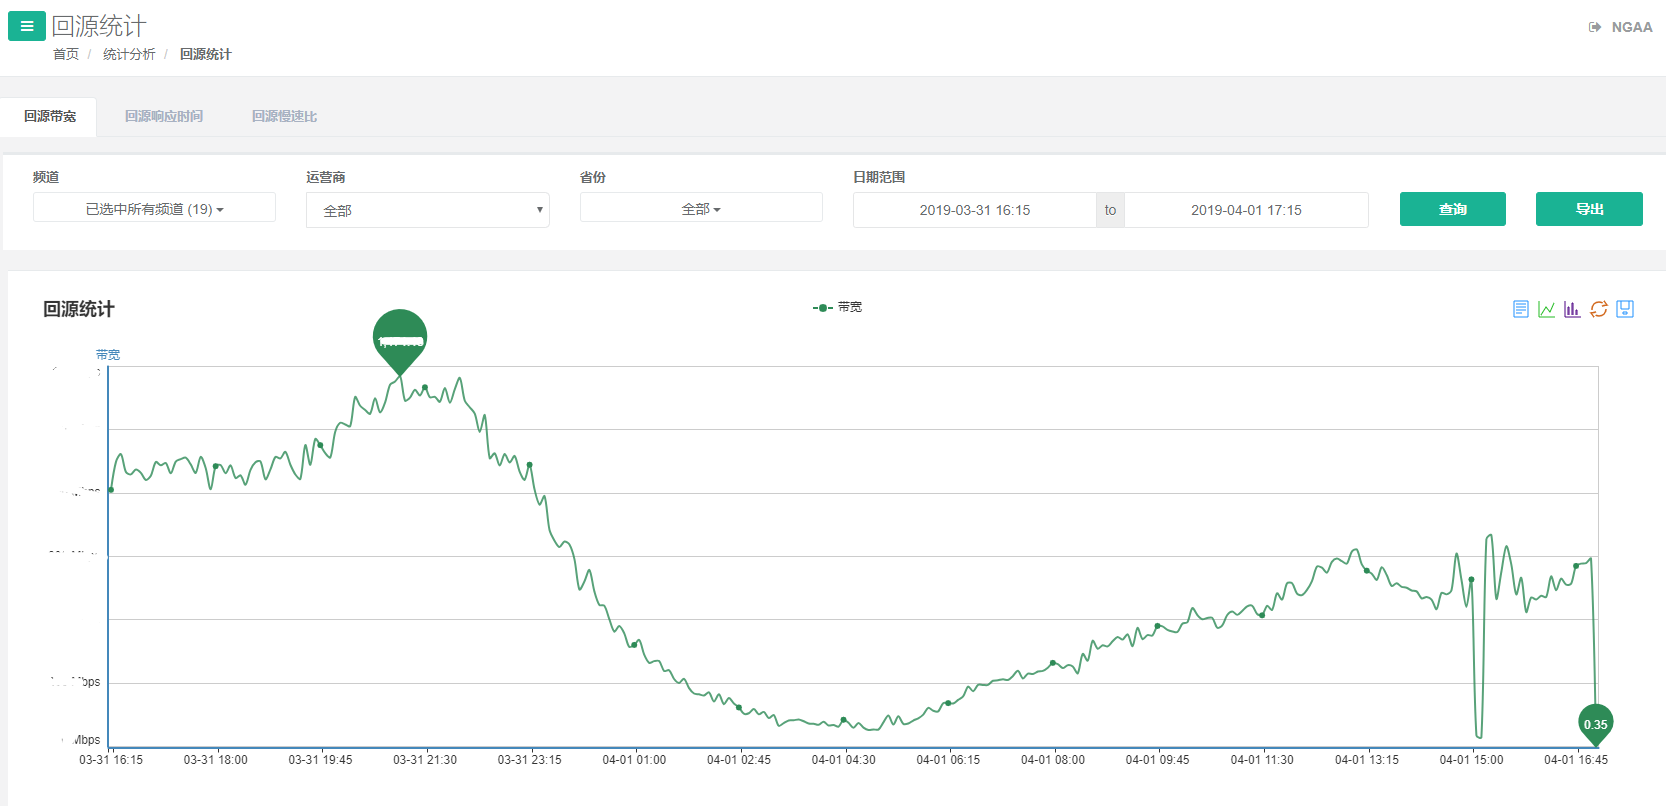 回源统计
NGAA
首页 / 统计分析 / 回源统计
回源带宽 回源响应时间 回源慢速比
频道 运营商 省份 日期范围
已选中所有频道 (19) 全部 全部 2019-03-31 16:15 to 2019-04-01 17:15 查询 导出
回源统计
带宽
带宽
Mbps
0.35
03-31 16:15 03-31 18:00 03-31 19:45 03-31 21:30 03-31 23:15 04-01 01:00 04-01 02:45 04-01 04:30 04-01 06:15 04-01 08:00 04-01 09:45 04-01 11:30 04-01 13:15 04-01 15:00 04-01 16:45